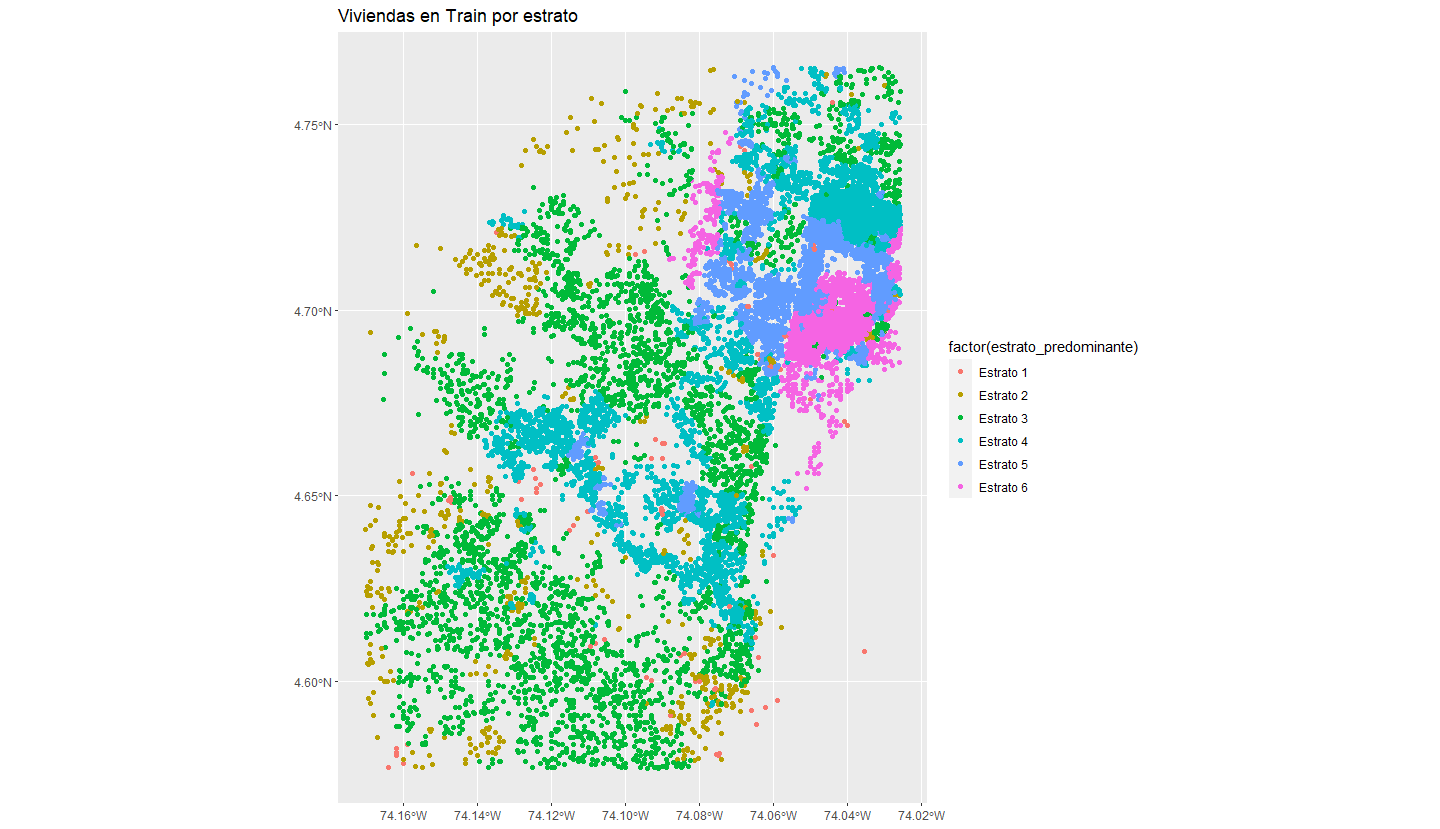 Viviendas en Train por estrato
4.75°N
4.70°N
4.65°N
4.60°N
74.16°W 74.14°W 74.12°W 74.10°W 74.08°W 74.06°W 74.04°W 74.02°W
factor(estrato_predominante)
Estrato 1
Estrato 2
Estrato 3
Estrato 4
Estrato 5
Estrato 6